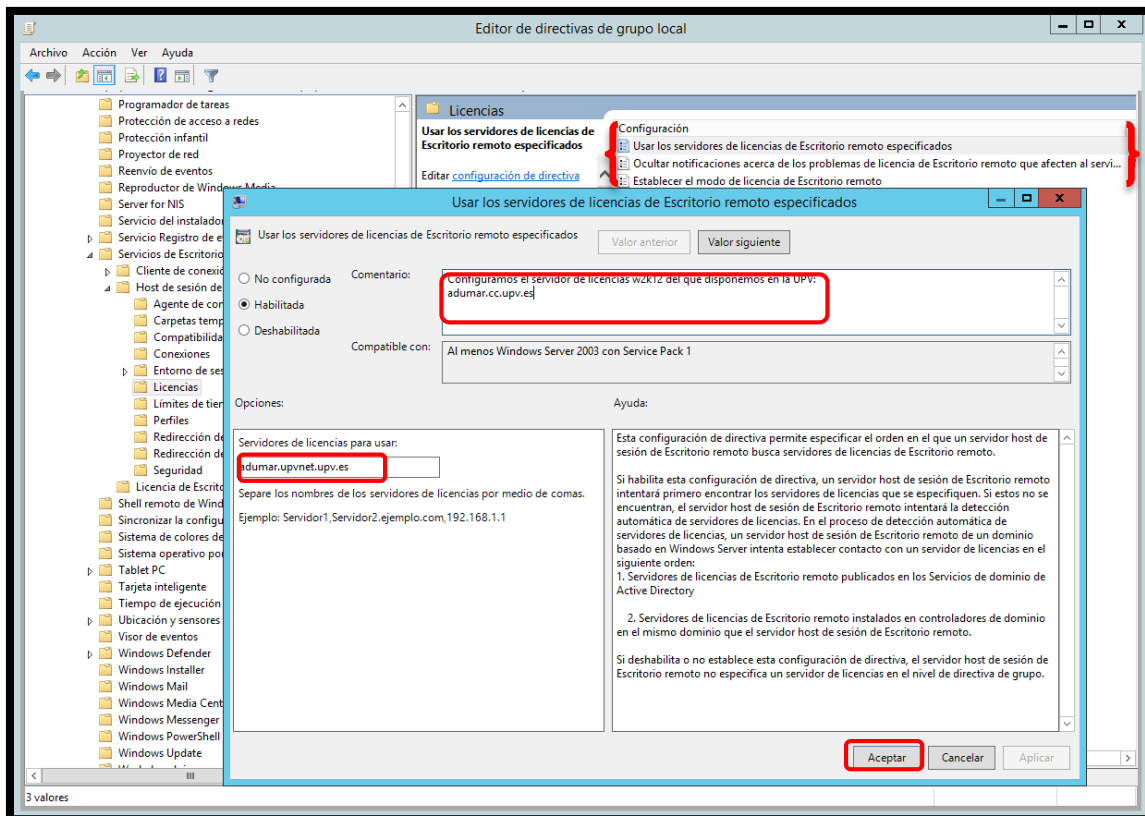 Editor de directivas de grupo local
Archivo Acción Ver Ayuda
Programador de tareas
Protección de acceso a redes
Protección infantil
Proyector de red
Reenvío de eventos
Reproductor de Windows Media
Server for NIS
Servicio del instalador
Servicio Registro de e
Servicios de Escritorio
Cliente de conexió
Host de sesión de
Agente de con
Carpetas temp
Compatibilida
Conexiones
Entorno de ses
Licencias
Límites de tier
Perfiles
Redirección de
Redirección de
Seguridad
Licencia de Escrito
Shell remoto de Wind
Sincronizar la configu
Sistema de colores de
Sistema operativo por
Tablet PC
Tarjeta inteligente
Tiempo de ejecución
Ubicación y sensores
Visor de eventos
Windows Defender
Windows Installer
Windows Mail
Windows Media Cent
Windows Messenger
Windows PowerShell
Windows Update
3 valores
Licencias
Usar los servidores de licencias de
Escritorio remoto especificados
Editar configuración de directiva
Configuración
Usar los servidores de licencias de Escritorio remoto especificados
Ocultar notificaciones acerca de los problemas de licencia de Escritorio remoto que afecten al servi...
Establecer el modo de licencia de Escritorio remoto
Usar los servidores de licencias de Escritorio remoto especificados
Usar los servidores de licencias de Escritorio remoto especificados
Valor anterior
Valor siguiente
No configurada
Habilitada
Deshabilitada
Comentario:
Configuramos el servidor de licencias w2k12 del que disponemos en la UPV:
adumar.cc.upv.es
Compatible con:
Al menos Windows Server 2003 con Service Pack 1
Opciones:
Servidores de licencias para usar:
adumar.upvnet.upv.es
Separe los nombres de los servidores de licencias por medio de comas.
Ejemplo: Servidor1,Servidor2.ejemplo.com,192.168.1.1
Ayuda:
Esta configuración de directiva permite especificar el orden en el que un servidor host de
sesión de Escritorio remoto busca servidores de licencias de Escritorio remoto.
Si habilita esta configuración de directiva, un servidor host de sesión de Escritorio remoto
intentará primero encontrar los servidores de licencias que se especifiquen. Si estos no se
encuentran, el servidor host de sesión de Escritorio remoto intentará la detección
automática de servidores de licencias. En el proceso de detección automática de
servidores de licencias, un servidor host de sesión de Escritorio remoto de un dominio
basado en Windows Server intenta establecer contacto con un servidor de licencias en el
siguiente orden:
1. Servidores de licencias de Escritorio remoto publicados en los Servicios de dominio de
Active Directory
2. Servidores de licencias de Escritorio remoto instalados en controladores de dominio
en el mismo dominio que el servidor host de sesión de Escritorio remoto.
Si deshabilita o no establece esta configuración de directiva, el servidor host de sesión de
Escritorio remoto no especifica un servidor de licencias en el nivel de directiva de grupo.
Aceptar
Cancelar
Aplicar